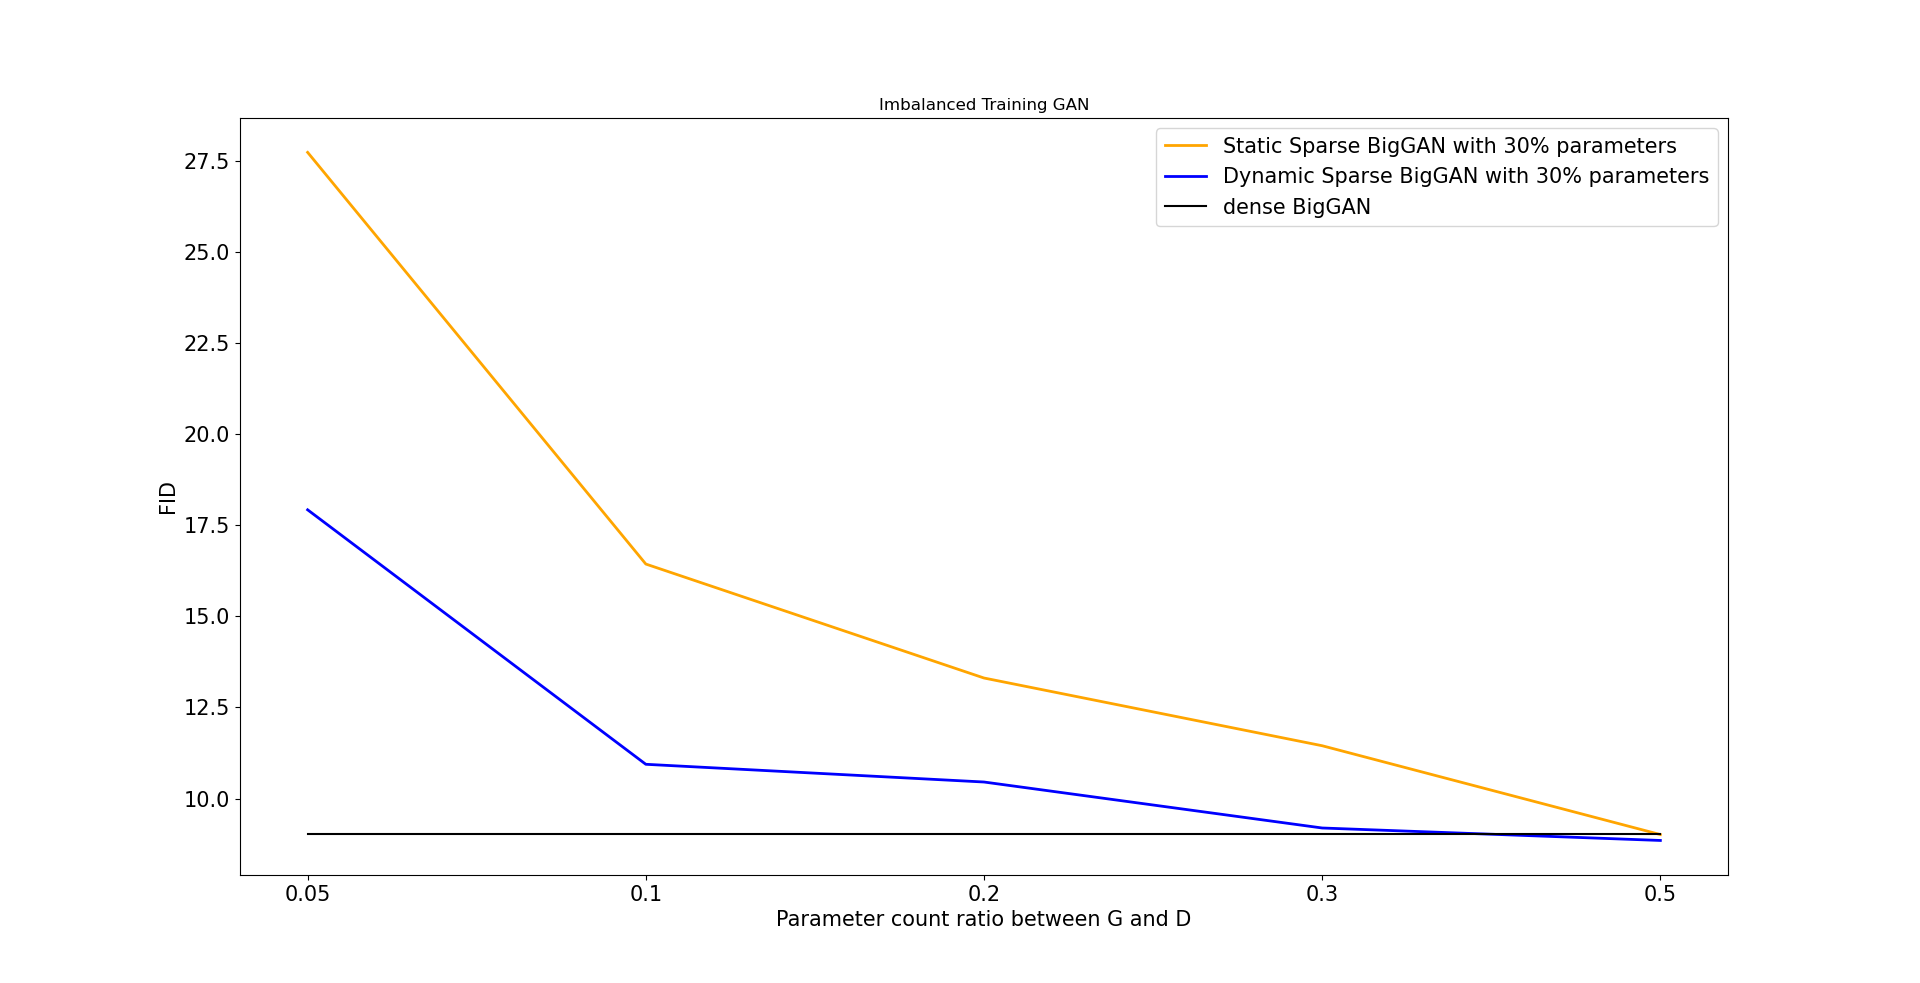 Imbalanced Training GAN
Static Sparse BigGAN with 30% parameters
Dynamic Sparse BigGAN with 30% parameters
dense BigGAN
FID
27.5
25.0
22.5
20.0
17.5
15.0
12.5
10.0
0.05 0.1 0.2 0.3 0.5
Parameter count ratio between G and D